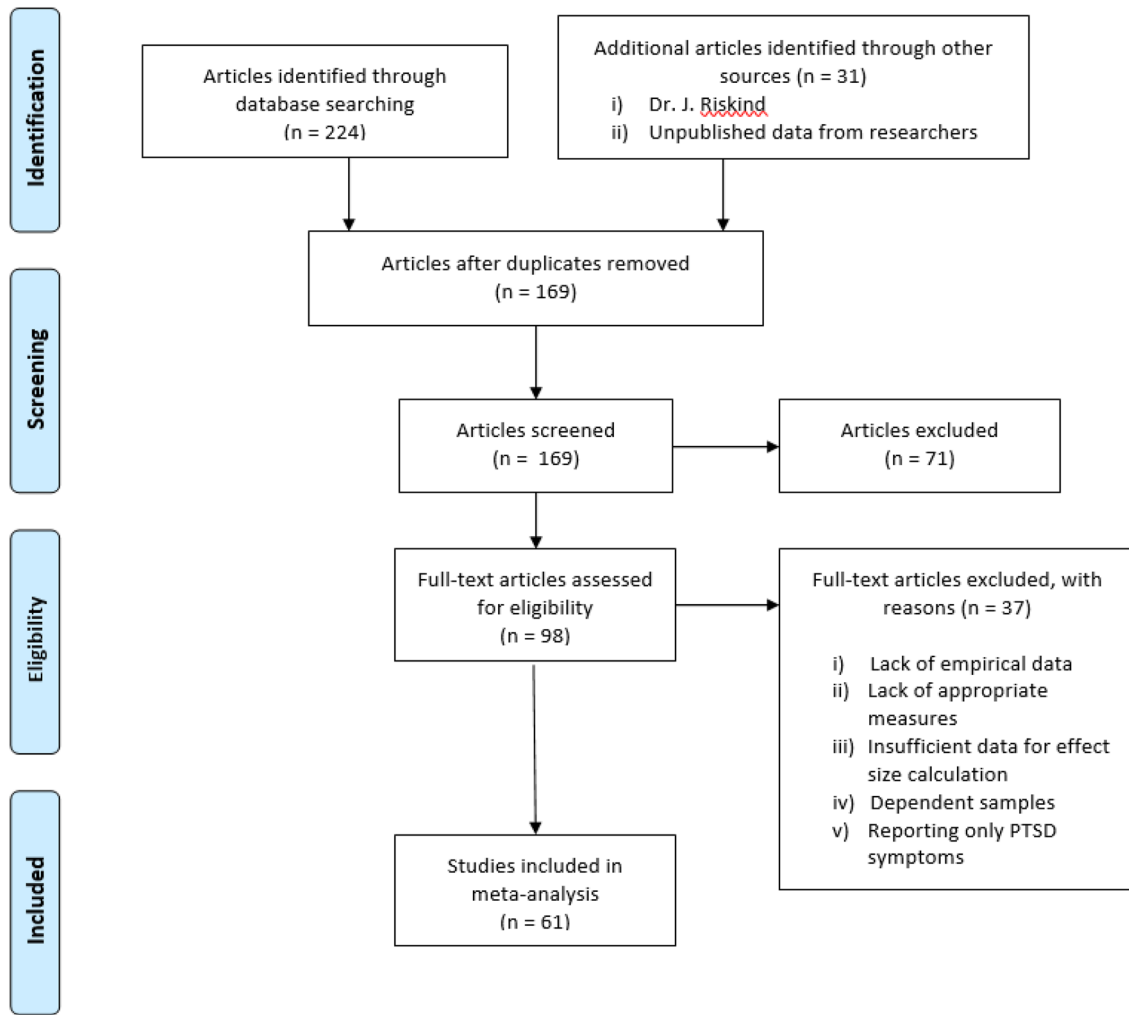 Identification
Articles identified through
database searching
(n = 224)
Additional articles identified through other
sources (n = 31)
i) Dr. J. Riskind
ii) Unpublished data from researchers
Articles after duplicates removed
(n = 169)
Screening
Articles screened
(n = 169)
Articles excluded
(n = 71)
Eligibility
Full-text articles assessed
for eligibility
(n = 98)
Full-text articles excluded, with
reasons (n = 37)
i) Lack of empirical data
ii) Lack of appropriate
measures
iii) Insufficient data for effect
size calculation
iv) Dependent samples
v) Reporting only PTSD
symptoms
Included
Studies included in
meta-analysis
(n = 61)